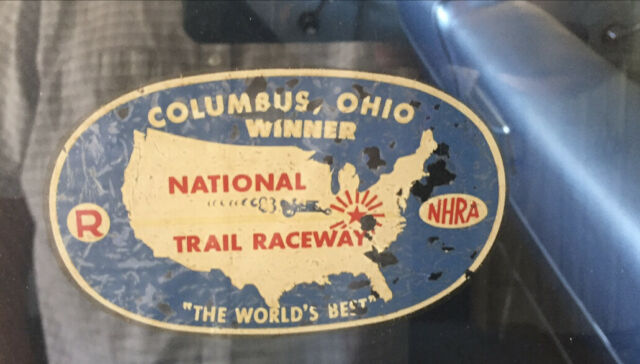 COLUMBUS, OHIO
WINNER
NATIONAL
TRAIL RACEWAY
R
NHRA
"THE WORLD'S BEST"